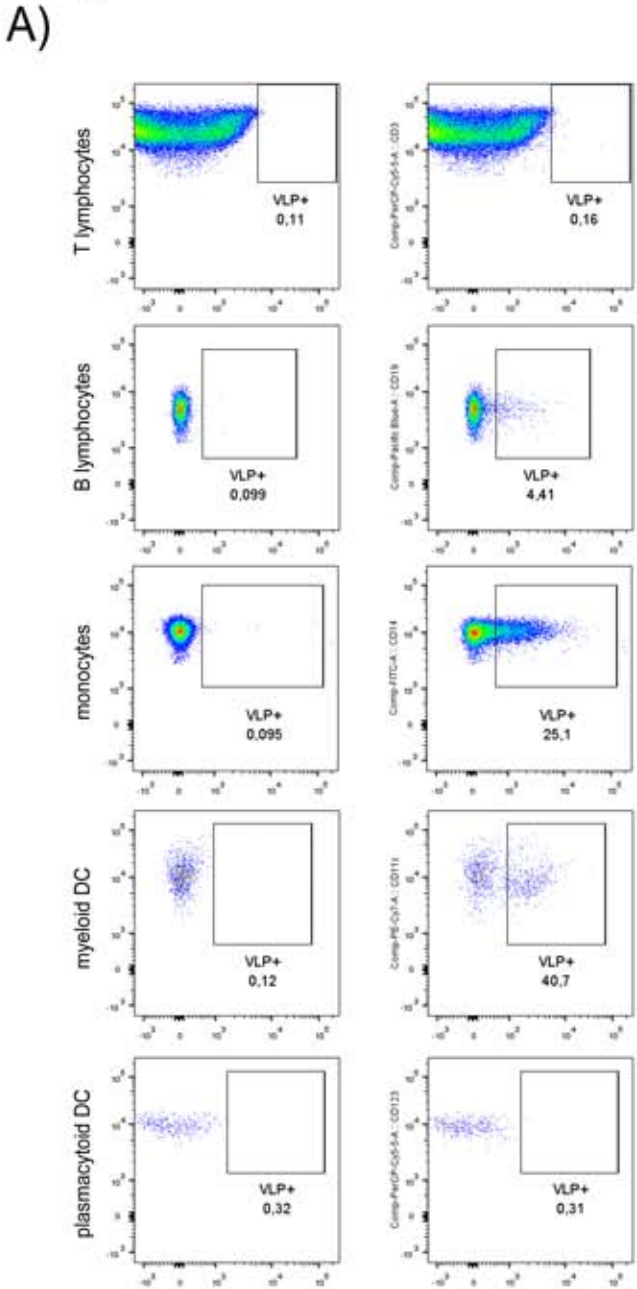 A)
T lymphocytes
VLP+
0,11
Comp-PerCP-Cy5-5-A :: CD3
VLP+
0,16
B lymphocytes
VLP+
0,099
Comp-Pacific Blue-A :: CD19
VLP+
4,41
monocytes
VLP+
0,095
Comp-FITC-A :: CD14
VLP+
25,1
myeloid DC
VLP+
0,12
Comp-PE-Cy7-A :: CD11c
VLP+
40,7
plasmacytoid DC
VLP+
0,32
Comp-PerCP-Cy5-5-A :: CD123
VLP+
0,31